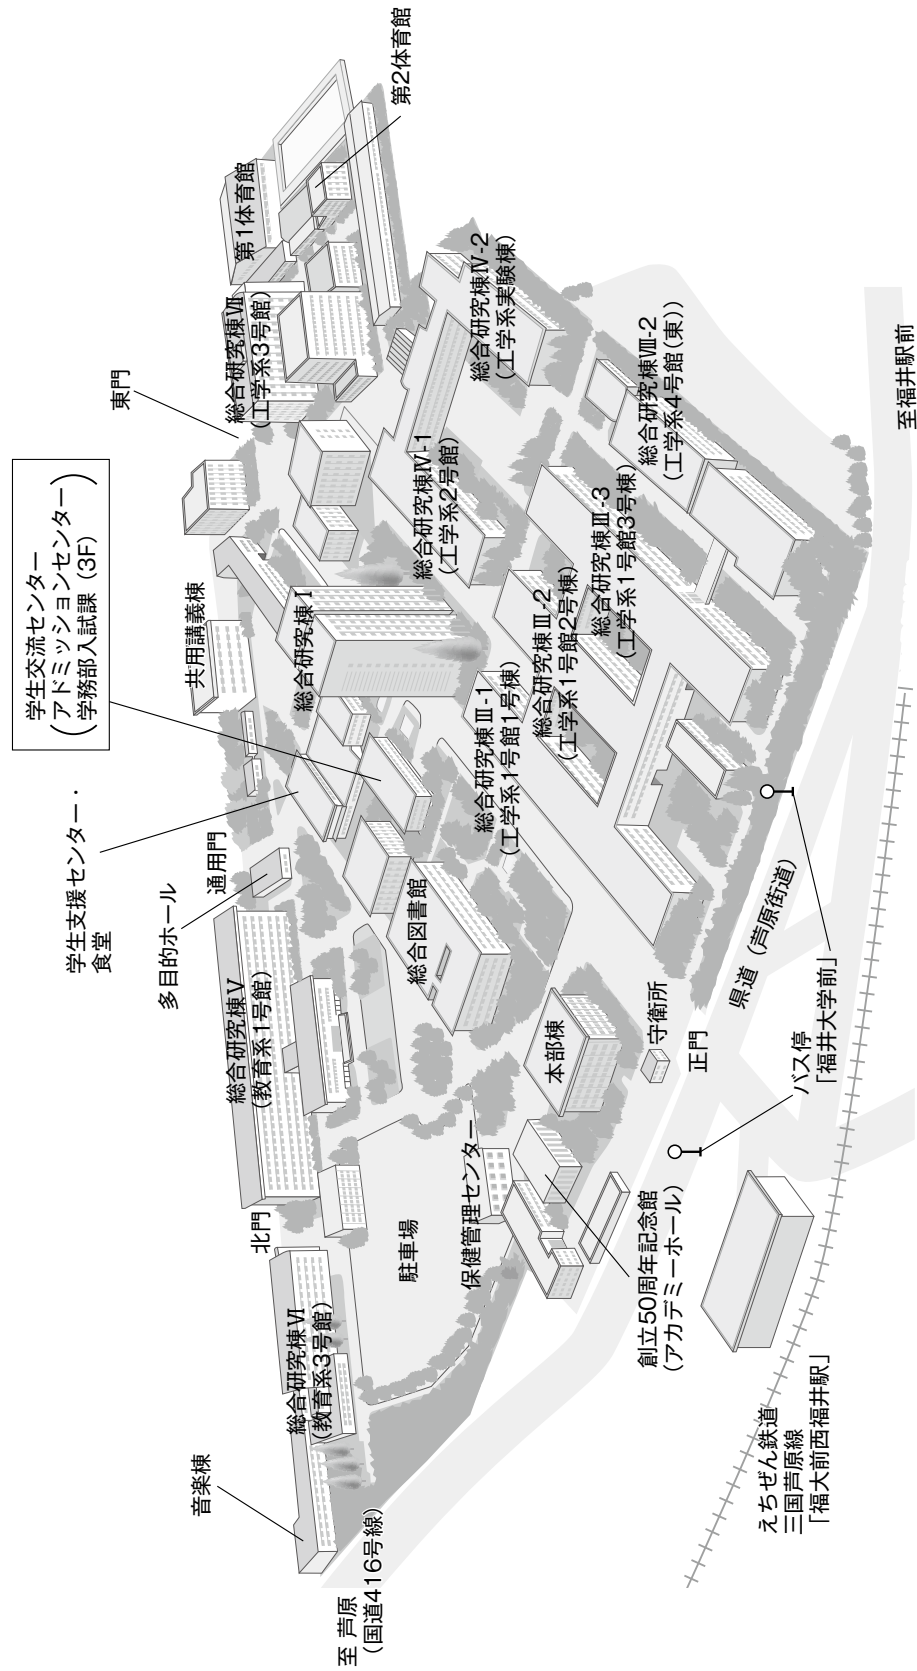 音楽棟
至 芦原
(国道416号線)
総合研究棟Ⅵ
(教育系3号館)
北門
総合研究棟Ⅴ
(教育系1号館)
多目的ホール
通用門
学生支援センター・
食堂
学生交流センター
アドミッションセンター
学務部入試課(3F)
共用講義棟
東門
総合研究棟Ⅶ
(工学系3号館)
第1体育館
第2体育館
駐車場
保健管理センター
創立50周年記念館
(アカデミーホール)
本部棟
総合図書館
総合研究棟Ⅰ
総合研究棟Ⅳ-1
(工学系2号館)
総合研究棟Ⅳ-2
(工学系実験棟)
総合研究棟Ⅲ-1
(工学系1号館1号棟)
総合研究棟Ⅲ-2
(工学系1号館2号棟)
総合研究棟Ⅲ-3
(工学系1号館3号棟)
総合研究棟Ⅷ-2
(工学系4号館(東))
守衛所
正門
県道(芦原街道)
バス停
「福井大学前」
えちぜん鉄道
三国芦原線
「福大前西福井駅」
至福井駅前